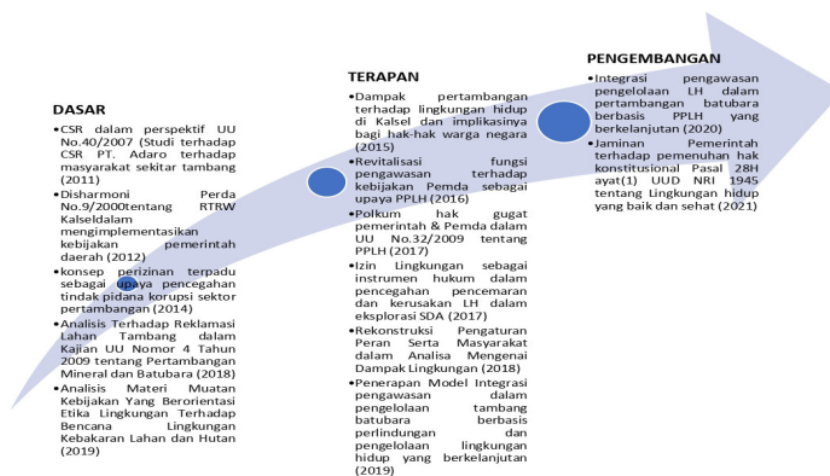 DASAR
•CSR dalam perspektif UU
No.40/2007 (Studi terhadap
CSR PT. Adaro terhadap
masyarakat sekitar tambang
(2011)
•Disharmoni Perda
No.9/2000tentang RTRW
Kalseldalam
mengimplementasikan
kebijakan pemerintah
daerah (2012)
•konsep perizinan terpadu
sebagai upaya pencegahan
tindak pidana korupsi sektor
pertambangan (2014)
•Analisis Terhadap Reklamasi
Lahan Tambang dalam
Kajian UU Nomor 4 Tahun
2009 tentang Pertambangan
Mineral dan Batubara (2018)
•Analisis Materi Muatan
Kebijakan Yang Berorientasi
Etika Lingkungan Terhadap
Bencana Lingkungan
Kebakaran Lahan dan Hutan
(2019)
TERAPAN
•Dampak pertambangan
terhadap lingkungan hidup
di Kalsel dan implikasinya
bagi hak-hak warga negara
(2015)
•Revitalisasi fungsi
pengawasan terhadap
kebijakan Pemda sebagai
upaya PPLH (2016)
•Polkum hak gugat
pemerintah & Pemda dalam
UU No.32/2009 tentang
PPLH (2017)
•Izin Lingkungan sebagai
instrumen hukum dalam
pencegahan pencemaran
dan kerusakan LH dalam
eksplorasi SDA (2017)
•Rekonstruksi Pengaturan
Peran Serta Masyarakat
dalam Analisa Mengenai
Dampak Lingkungan (2018)
•Penerapan Model Integrasi
pengawasan dalam
pengelolaan tambang
batubara berbasis
perlindungan dan
pengelolaan lingkungan
hidup yang berkelanjutan
(2019)
PENGEMBANGAN
•Integrasi pengawasan
pengelolaan LH dalam
pertambangan batubara
berbasis PPLH yang
berkelanjutan (2020)
•Jaminan Pemerintah
terhadap pemenuhan hak
konstitusional Pasal 28H
ayat(1) UUD NRI 1945
tentang Lingkungan hidup
yang baik dan sehat (2021)